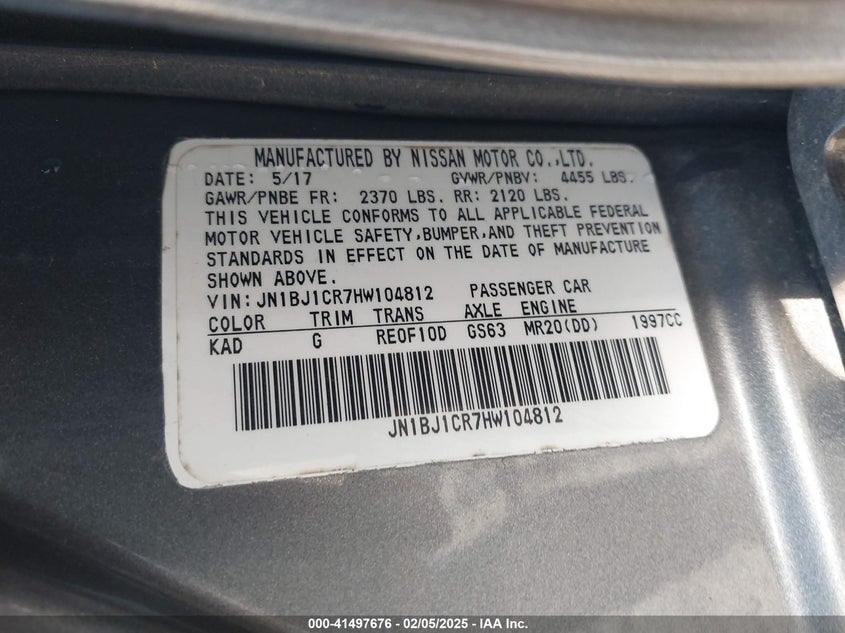 MANUFACTURED BY NISSAN MOTOR CO.,LTD.
DATE: 5/17 GVWR/PNBV: 4455 LBS.
GAWR/PNBE FR: 2370 LBS. RR: 2120 LBS.
THIS VEHICLE CONFORMS TO ALL APPLICABLE FEDERAL
MOTOR VEHICLE SAFETY,BUMPER,AND THEFT PREVENTION
STANDARDS IN EFFECT ON THE DATE OF MANUFACTURE
SHOWN ABOVE.
VIN: JN1BJ1CR7HW104812 PASSENGER CAR
COLOR TRIM TRANS AXLE ENGINE
KAD G RE0F10D GS63 MR20(DD) 1997CC
JN1BJ1CR7HW104812
000-41497676 - 02/05/2025 - IAA Inc.